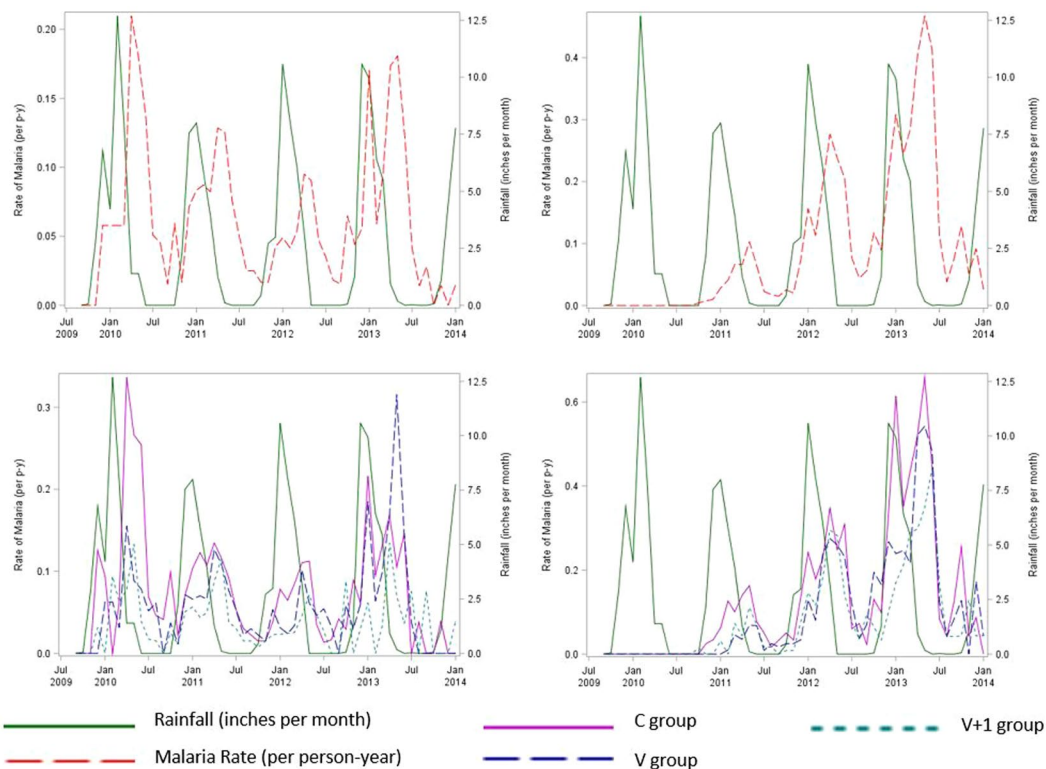 Rate of Malaria (per p-y)
0.20
0.15
0.10
0.05
0.00
12.5
10.0
7.5
5.0
2.5
0.0
Rainfall (inches per month)
Jul Jan Jul Jan Jul Jan Jul Jan Jul Jan
2009 2010 2011 2012 2013 2014
Rate of Malaria (per p-y)
0.4
0.3
0.2
0.1
0.0
12.5
10.0
7.5
5.0
2.5
0.0
Rainfall (inches per month)
Jul Jan Jul Jan Jul Jan Jul Jan Jul Jan
2009 2010 2011 2012 2013 2014
Rate of Malaria (per p-y)
0.3
0.2
0.1
0.0
12.5
10.0
7.5
5.0
2.5
0.0
Rainfall (inches per month)
Jul Jan Jul Jan Jul Jan Jul Jan Jul Jan
2009 2010 2011 2012 2013 2014
Rate of Malaria (per p-y)
0.6
0.4
0.2
0.0
12.5
10.0
7.5
5.0
2.5
0.0
Rainfall (inches per month)
Jul Jan Jul Jan Jul Jan Jul Jan Jul Jan
2009 2010 2011 2012 2013 2014
Rainfall (inches per month)
C group
V+1 group
Malaria Rate (per person-year)
V group